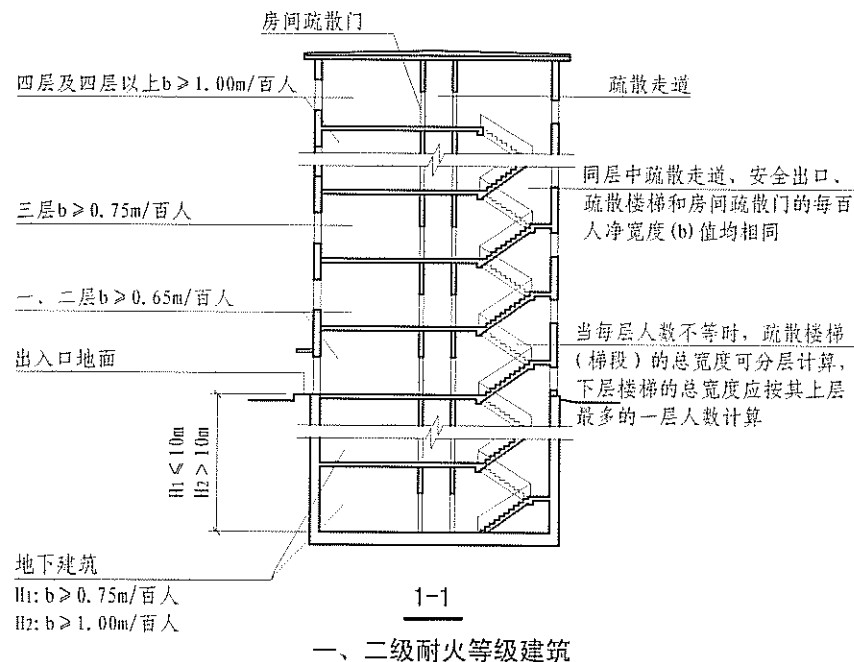 房间疏散门
四层及四层以上b≥1.00m/百人
疏散走道
同层中疏散走道、安全出口、
疏散楼梯和房间疏散门的每百
人净宽度(b)值均相同
三层b≥0.75m/百人
一、二层b≥0.65m/百人
当每层人数不等时，疏散楼梯
(梯段)的总宽度可分层计算，
下层楼梯的总宽度应按其上层
最多的一层人数计算
出入口地面
H1≤10m
H2>10m
地下建筑
H1:b≥0.75m/百人
H2:b≥1.00m/百人
1-1
一、二级耐火等级建筑